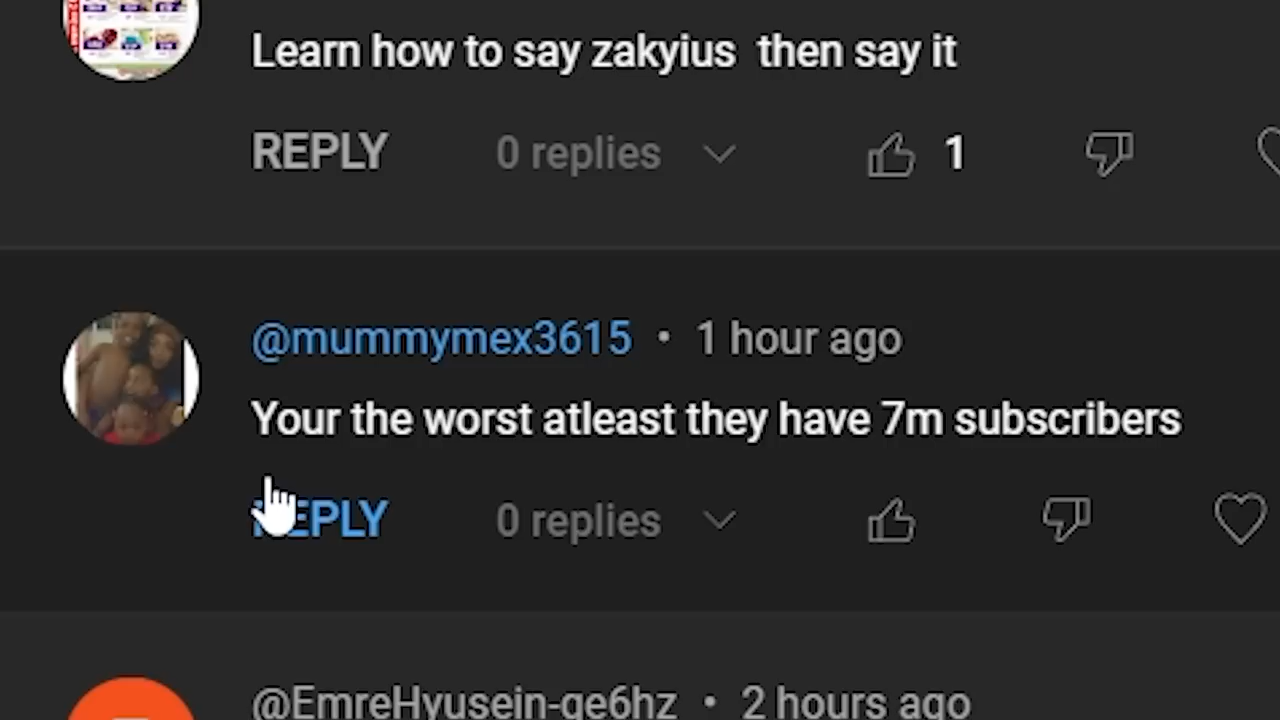 Learn how to say zakyius  then say it
REPLY 0 replies 1
@mummymex3615 • 1 hour ago
Your the worst atleast they have 7m subscribers
REPLY 0 replies
@EmreHyusein-ge6hz • 2 hours ago